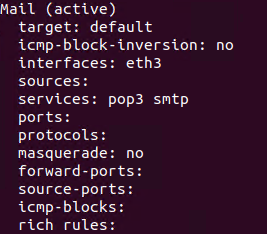 Mail (active)
  target: default
  icmp-block-inversion: no
  interfaces: eth3
  sources:
  services: pop3 smtp
  ports:
  protocols:
  masquerade: no
  forward-ports:
  source-ports:
  icmp-blocks:
  rich rules: